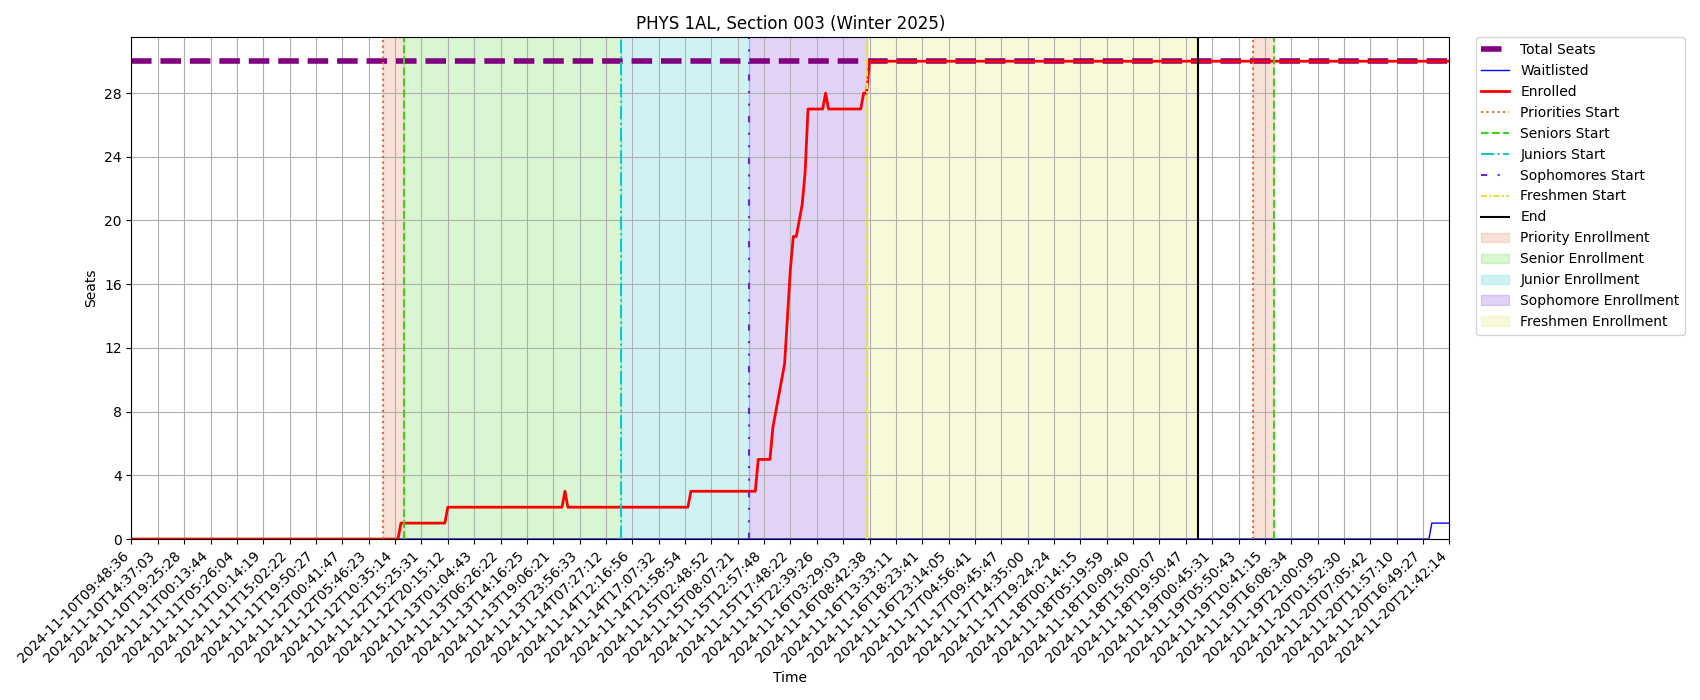 PHYS 1AL, Section 003 (Winter 2025)
Seats
28
24
20
16
12
8
4
0
2024-11-10T09:48:36
2024-11-10T14:37:03
2024-11-10T19:25:28
2024-11-11T00:13:44
2024-11-11T05:26:04
2024-11-11T10:14:19
2024-11-11T15:02:22
2024-11-11T19:50:27
2024-11-12T00:41:47
2024-11-12T05:46:23
2024-11-12T10:35:14
2024-11-12T15:25:31
2024-11-12T20:15:12
2024-11-13T01:04:43
2024-11-13T06:26:22
2024-11-13T14:16:25
2024-11-13T19:06:21
2024-11-13T23:56:33
2024-11-14T07:27:12
2024-11-14T12:16:56
2024-11-14T17:07:32
2024-11-14T21:58:54
2024-11-15T02:48:52
2024-11-15T08:07:21
2024-11-15T12:57:48
2024-11-15T17:48:22
2024-11-15T22:39:26
2024-11-16T03:29:03
2024-11-16T08:42:38
2024-11-16T13:33:11
2024-11-16T18:23:41
2024-11-16T23:14:05
2024-11-17T04:56:41
2024-11-17T09:45:47
2024-11-17T14:35:00
2024-11-17T19:24:24
2024-11-18T00:14:15
2024-11-18T05:19:59
2024-11-18T10:09:40
2024-11-18T15:00:07
2024-11-18T19:50:47
2024-11-19T00:45:31
2024-11-19T05:50:43
2024-11-19T10:41:15
2024-11-19T16:08:34
2024-11-19T21:00:09
2024-11-20T01:52:30
2024-11-20T07:05:42
2024-11-20T11:57:10
2024-11-20T16:49:27
2024-11-20T21:42:14
Time
Total Seats
Waitlisted
Enrolled
Priorities Start
Seniors Start
Juniors Start
Sophomores Start
Freshmen Start
End
Priority Enrollment
Senior Enrollment
Junior Enrollment
Sophomore Enrollment
Freshmen Enrollment